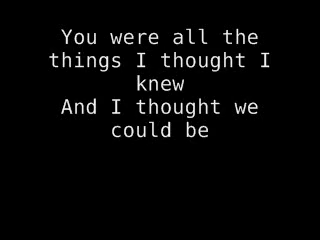 You were all the
things I thought I
knew
And I thought we
could be